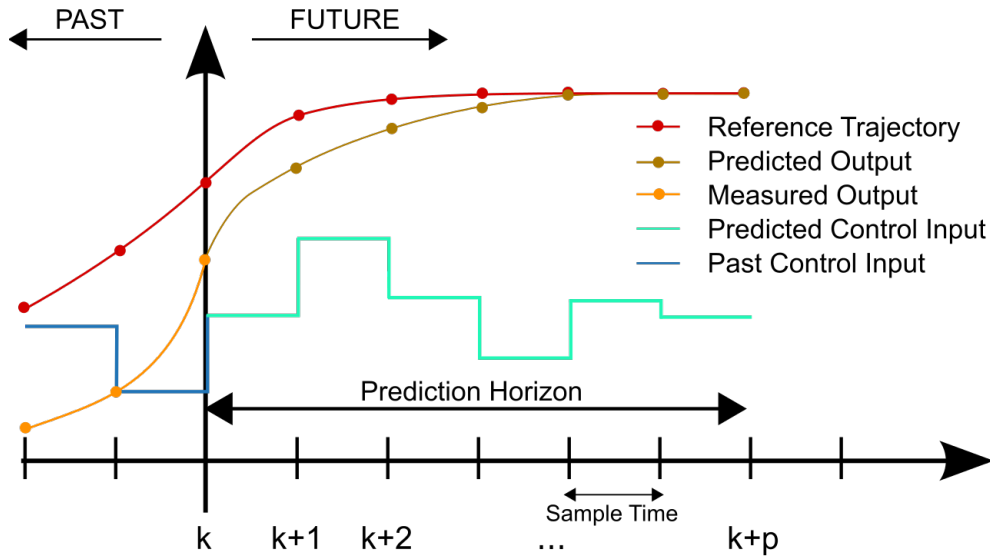 PAST
FUTURE
Reference Trajectory
Predicted Output
Measured Output
Predicted Control Input
Past Control Input
Prediction Horizon
Sample Time
k
k+1
k+2
...
k+p